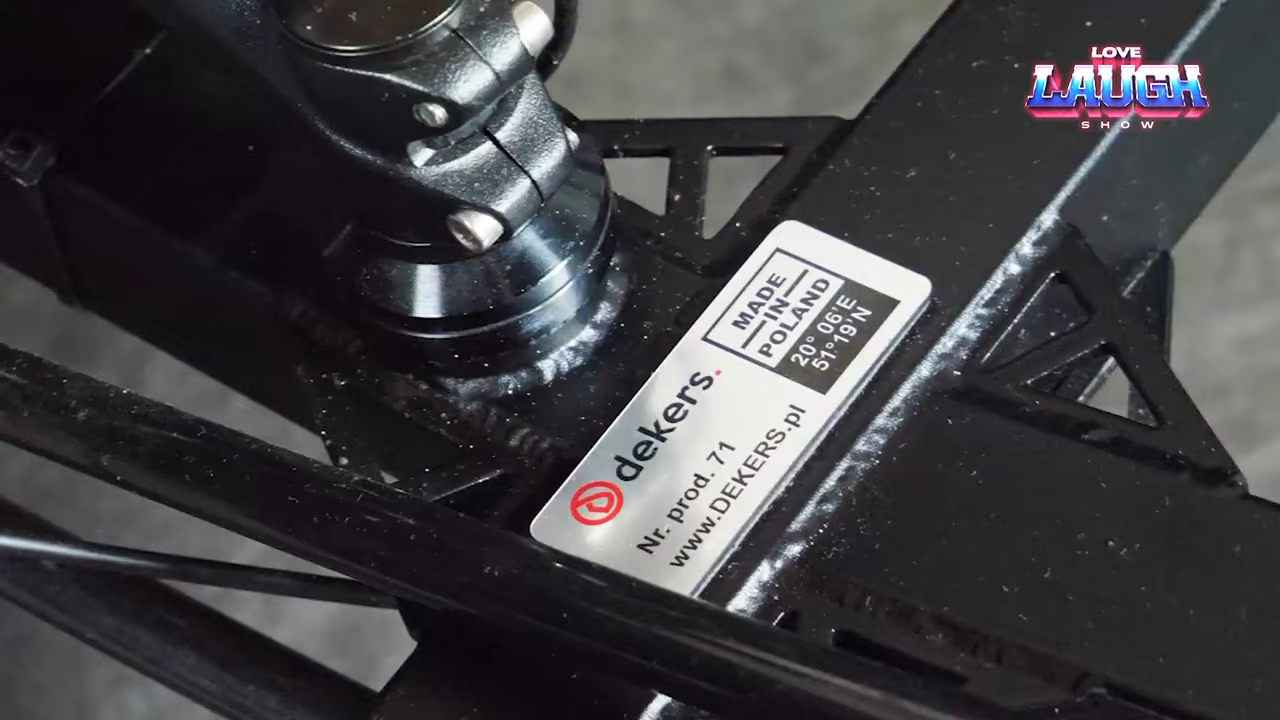 LOVE
LAUGH
SHOW
MADE
IN
POLAND
20° 06'E
51°19'N
dekers.
Nr. prod. 71
www.DEKERS.pl